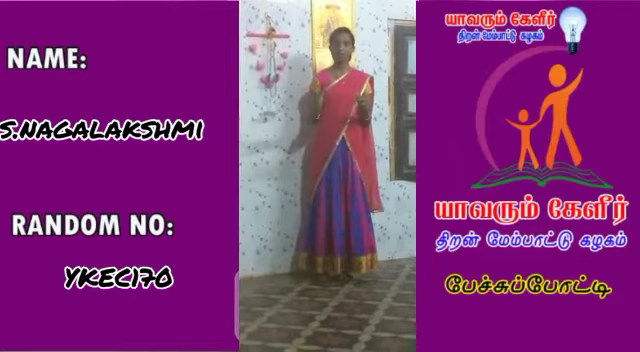 NAME:
S.NAGALAKSHMI
RANDOM NO:
YKEC170
யாவரும் கேளீர்
திறன் மேம்பாட்டு கழகம்
யாவரும் கேளீர்
திறன் மேம்பாட்டு கழகம்
பேச்சுப்போட்டி